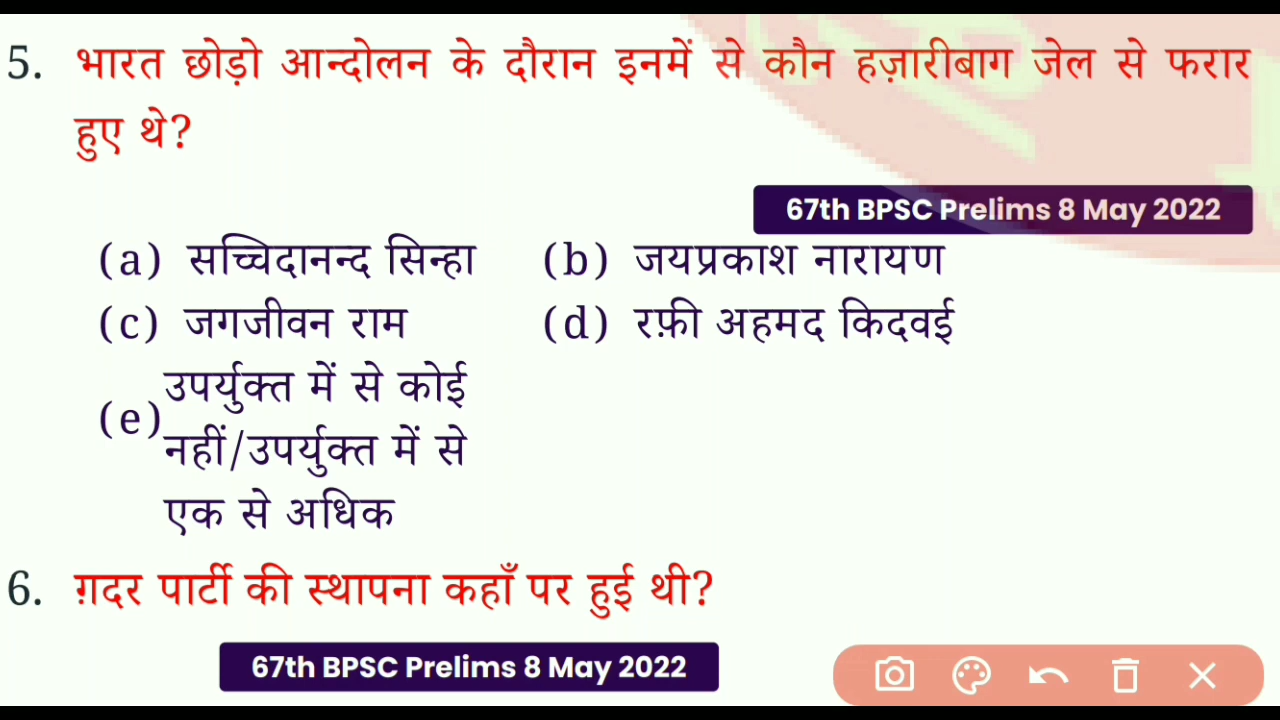 5. भारत छोड़ो आन्दोलन के दौरान इनमें से कौन हज़ारीबाग जेल से फरार
हुए थे?
67th BPSC Prelims 8 May 2022
(a) सच्चिदानन्द सिन्हा (b) जयप्रकाश नारायण
(c) जगजीवन राम (d) रफ़ी अहमद किदवई
(e) उपर्युक्त में से कोई
नहीं/उपर्युक्त में से
एक से अधिक
6. ग़दर पार्टी की स्थापना कहाँ पर हुई थी?
67th BPSC Prelims 8 May 2022